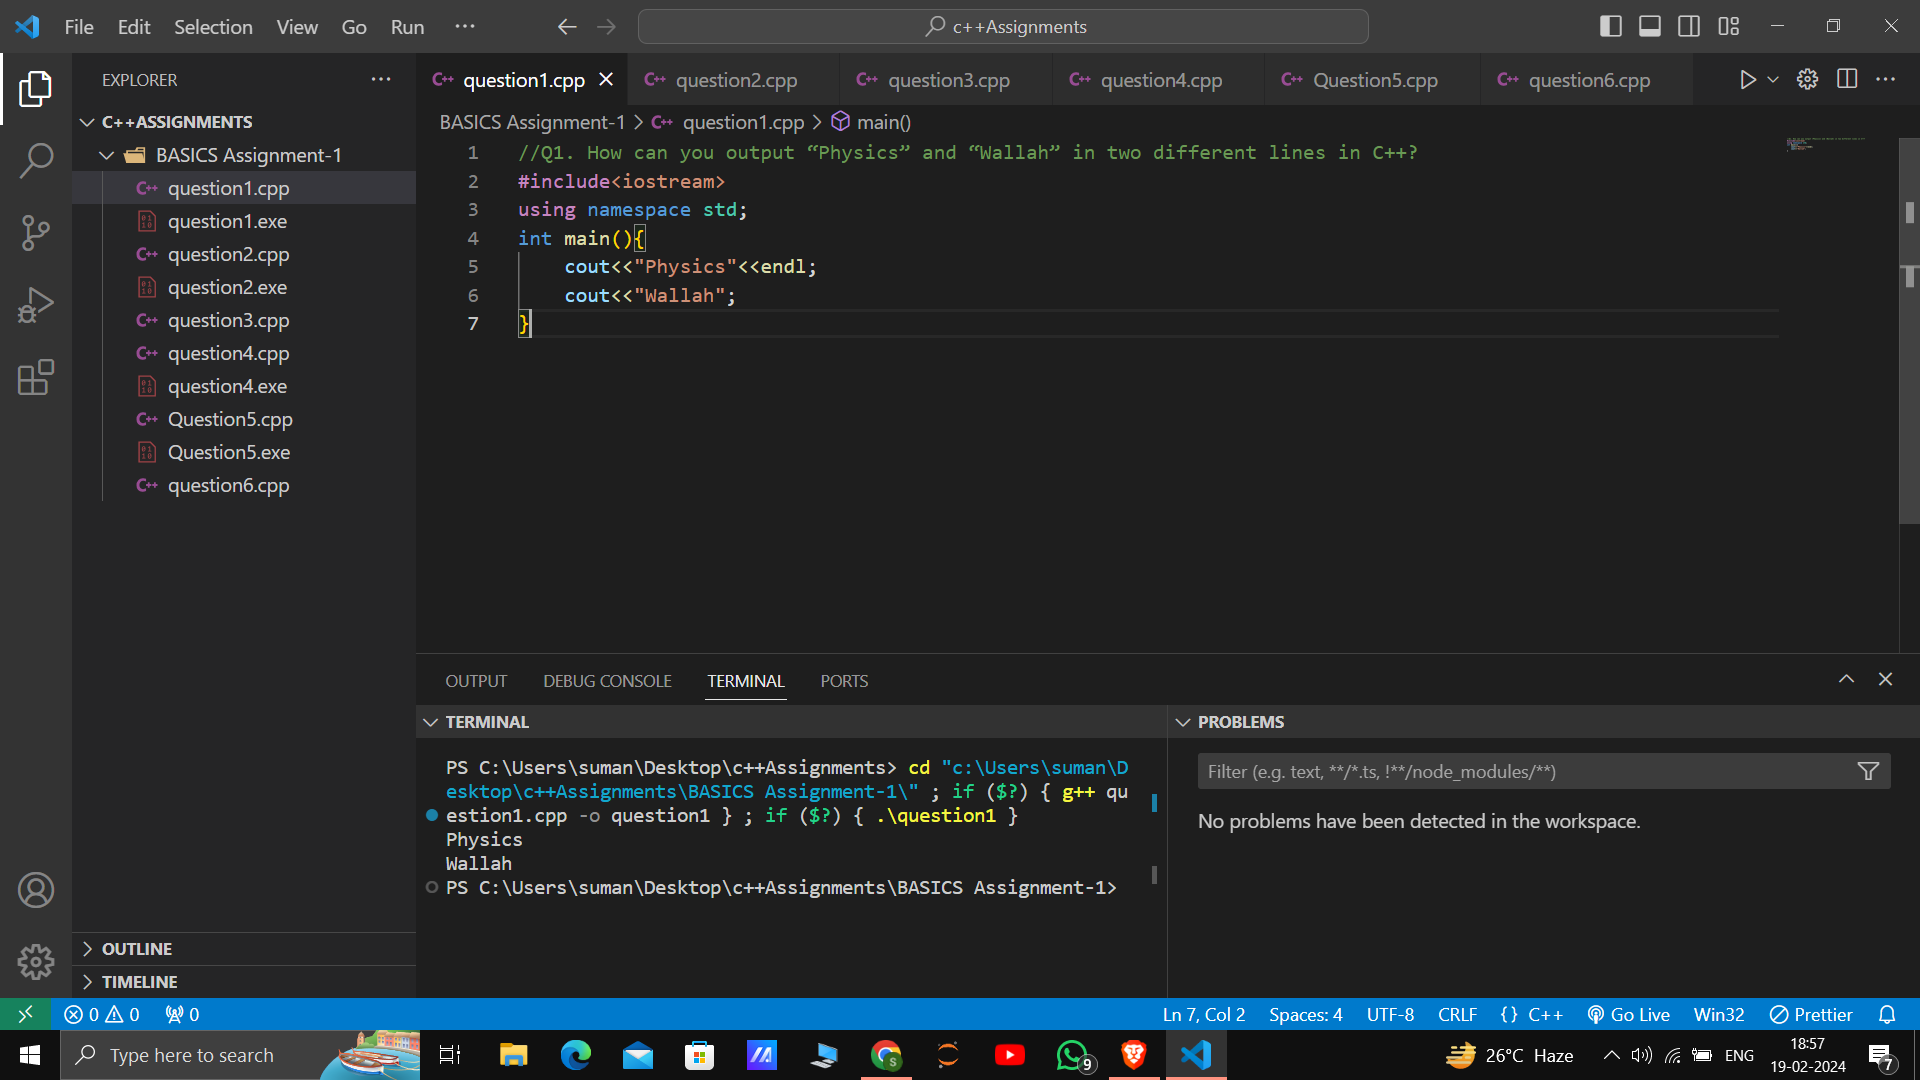 File Edit Selection View Go Run ···
c++Assignments
EXPLORER ···
C++ASSIGNMENTS
BASICS Assignment-1
C++ question1.cpp
question1.exe
C++ question2.cpp
question2.exe
C++ question3.cpp
C++ question4.cpp
question4.exe
C++ Question5.cpp
Question5.exe
C++ question6.cpp
OUTLINE
TIMELINE
C++ question1.cpp C++ question2.cpp C++ question3.cpp C++ question4.cpp C++ Question5.cpp C++ question6.cpp
BASICS Assignment-1 > C++ question1.cpp > main()
1 //Q1. How can you output “Physics” and “Wallah” in two different lines in C++?
2 #include<iostream>
3 using namespace std;
4 int main(){
5 cout<<"Physics"<<endl;
6 cout<<"Wallah";
7 }
OUTPUT DEBUG CONSOLE TERMINAL PORTS
TERMINAL
PS C:\Users\suman\Desktop\c++Assignments> cd "c:\Users\suman\D
esktop\c++Assignments\BASICS Assignment-1\" ; if ($?) { g++ qu
estion1.cpp -o question1 } ; if ($?) { .\question1 }
Physics
Wallah
PS C:\Users\suman\Desktop\c++Assignments\BASICS Assignment-1>
PROBLEMS
Filter (e.g. text, **/*.ts, !**/node_modules/**)
No problems have been detected in the workspace.
0 0 0
Ln 7, Col 2 Spaces: 4 UTF-8 CRLF {} C++ Go Live Win32 Prettier
Type here to search
9
26°C Haze
ENG
18:57
19-02-2024
7